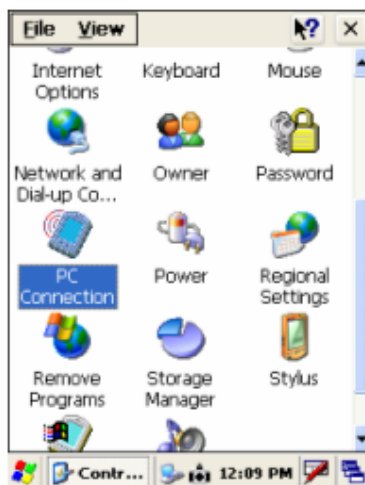 File View
?
Internet Options
Keyboard
Mouse
Network and Dial-up Co...
Owner
Password
PC Connection
Power
Regional Settings
Remove Programs
Storage Manager
Stylus
Contr...
12:09 PM